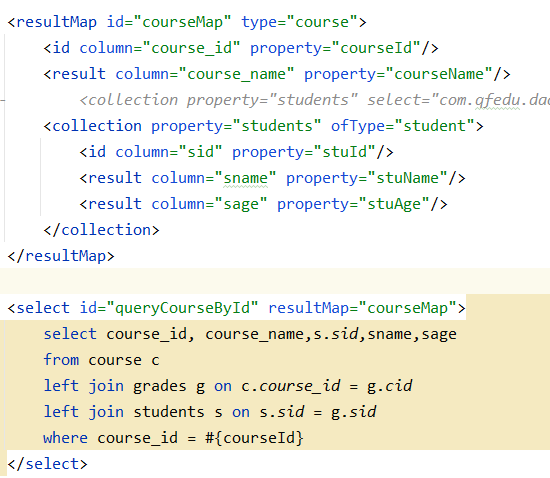 <resultMap id="courseMap" type="course">
<id column="course_id" property="courseId"/>
<result column="course_name" property="courseName"/>
<collection property="students" select="com.qfedu.dao
<collection property="students" ofType="student">
<id column="sid" property="stuId"/>
<result column="sname" property="stuName"/>
<result column="sage" property="stuAge"/>
</collection>
</resultMap>
<select id="queryCourseById" resultMap="courseMap">
select course_id, course_name,s.sid,sname,sage
from course c
left join grades g on c.course_id = g.cid
left join students s on s.sid = g.sid
where course_id = #{courseId}
</select>